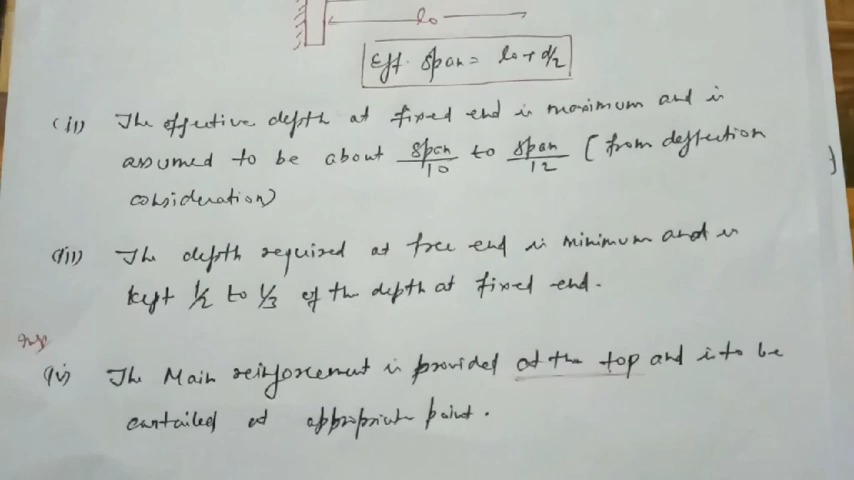 l₀
Eff. Span = l₀ + d/2
(ii) The effective depth at fixed end is maximum and is
assumed to be about span/10 to span/12 (from deflection
consideration)
(iii) The depth required at free end is minimum and is
kept 1/2 to 1/3 of the depth at fixed end.
(iv) The Main reinforcement is provided at the top and is to be
curtailed at appropriate point.